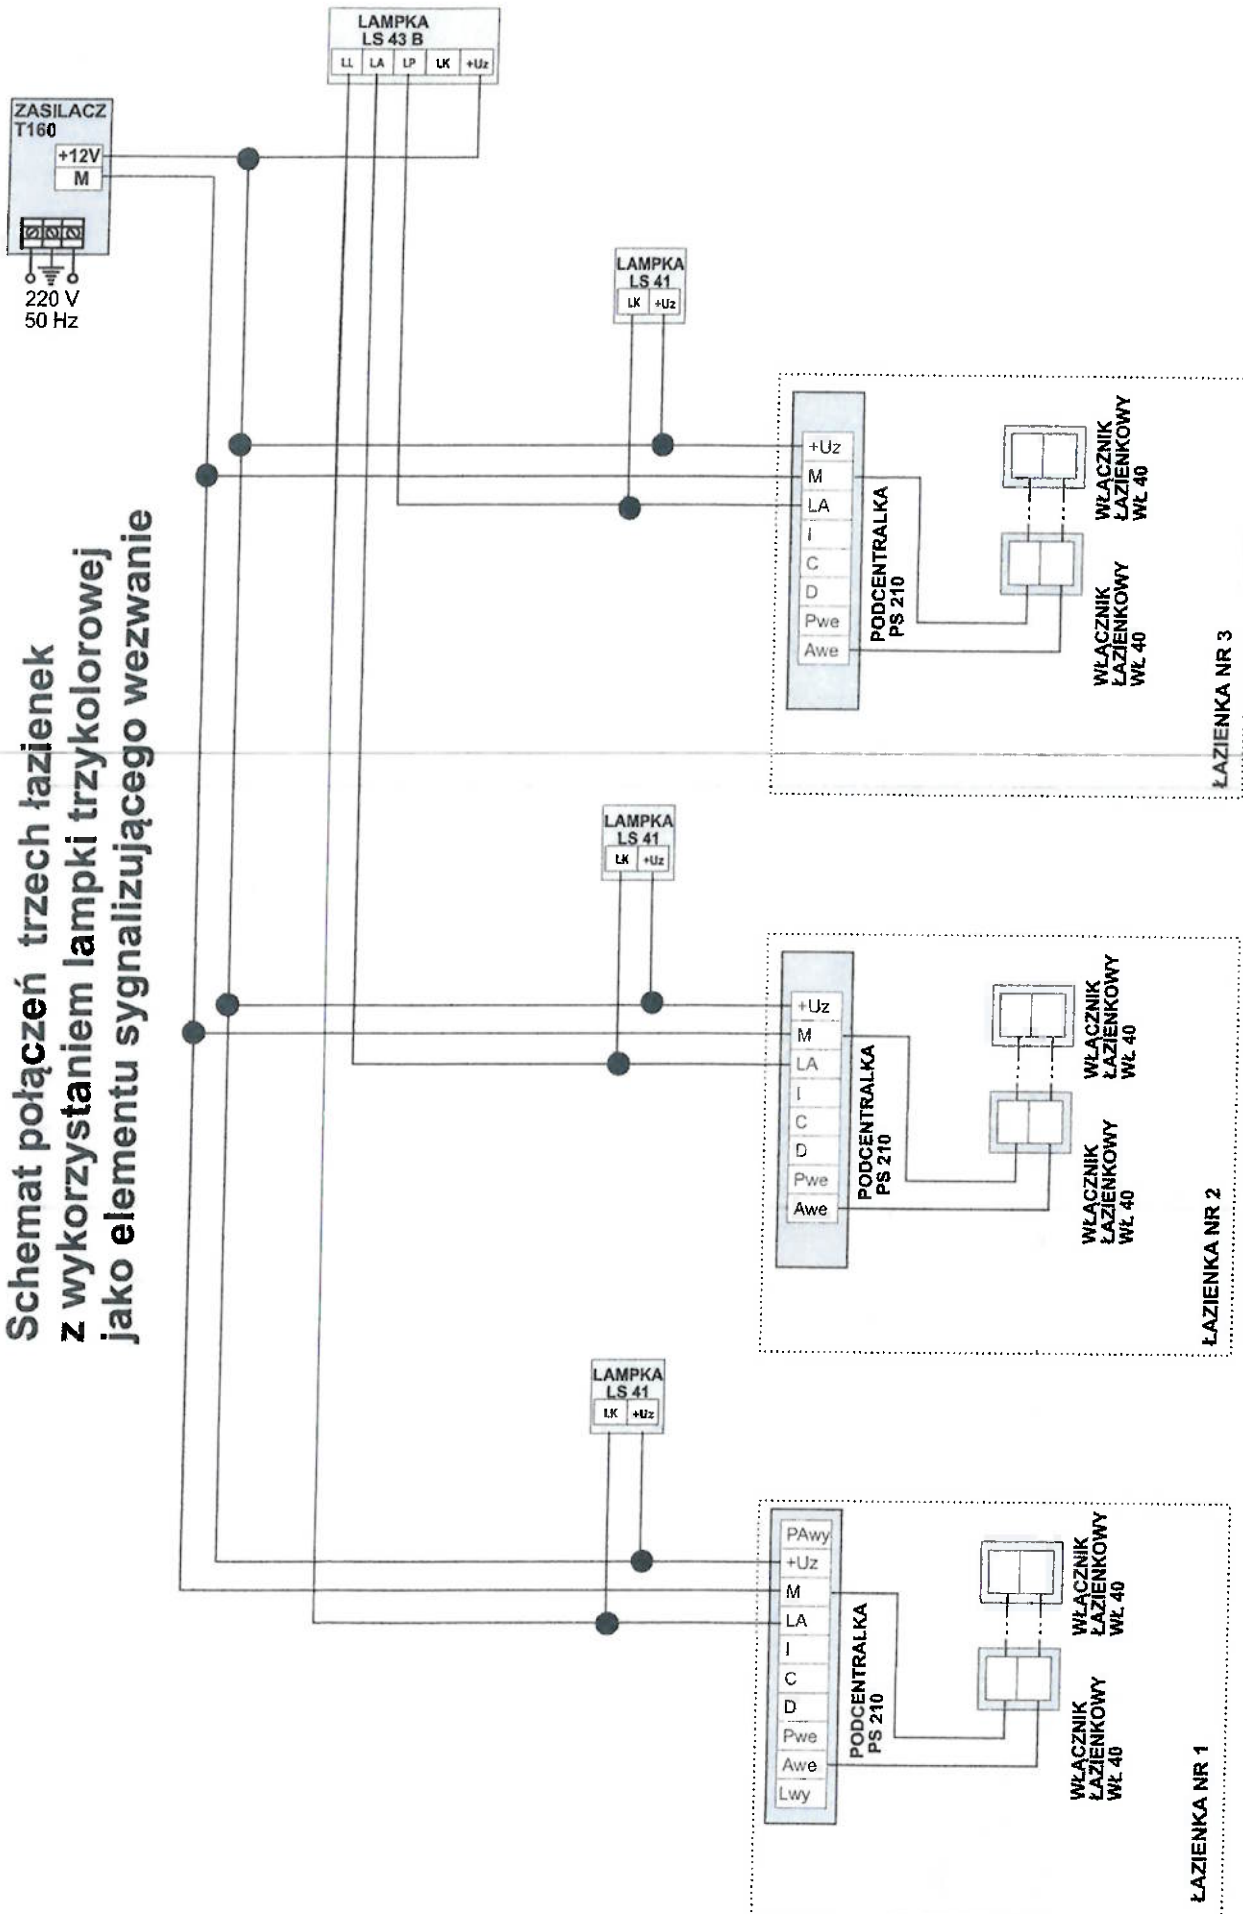 Schemat połączeń trzech łazienek
z wykorzystaniem lampki trzykolorowej
jako elementu sygnalizującego wezwanie
LAMPKA
LS 43 B
LL LA LP LK +Uz
ZASILACZ
T160
+12V
M
220 V
50 Hz
LAMPKA
LS 41
LK +Uz
+Uz
M
LA
I
C
D
Pwe
Awe
PODCENTRALKA
PS 210
WŁĄCZNIK
ŁAZIENKOWY
WŁ 40
WŁĄCZNIK
ŁAZIENKOWY
WŁ 40
ŁAZIENKA NR 3
LAMPKA
LS 41
LK +Uz
+Uz
M
LA
I
C
D
Pwe
Awe
PODCENTRALKA
PS 210
WŁĄCZNIK
ŁAZIENKOWY
WŁ 40
WŁĄCZNIK
ŁAZIENKOWY
WŁ 40
ŁAZIENKA NR 2
LAMPKA
LS 41
LK +Uz
PAwy
+Uz
M
LA
I
C
D
Pwe
Awe
Lwy
PODCENTRALKA
PS 210
WŁĄCZNIK
ŁAZIENKOWY
WŁ 40
WŁĄCZNIK
ŁAZIENKOWY
WŁ 40
ŁAZIENKA NR 1